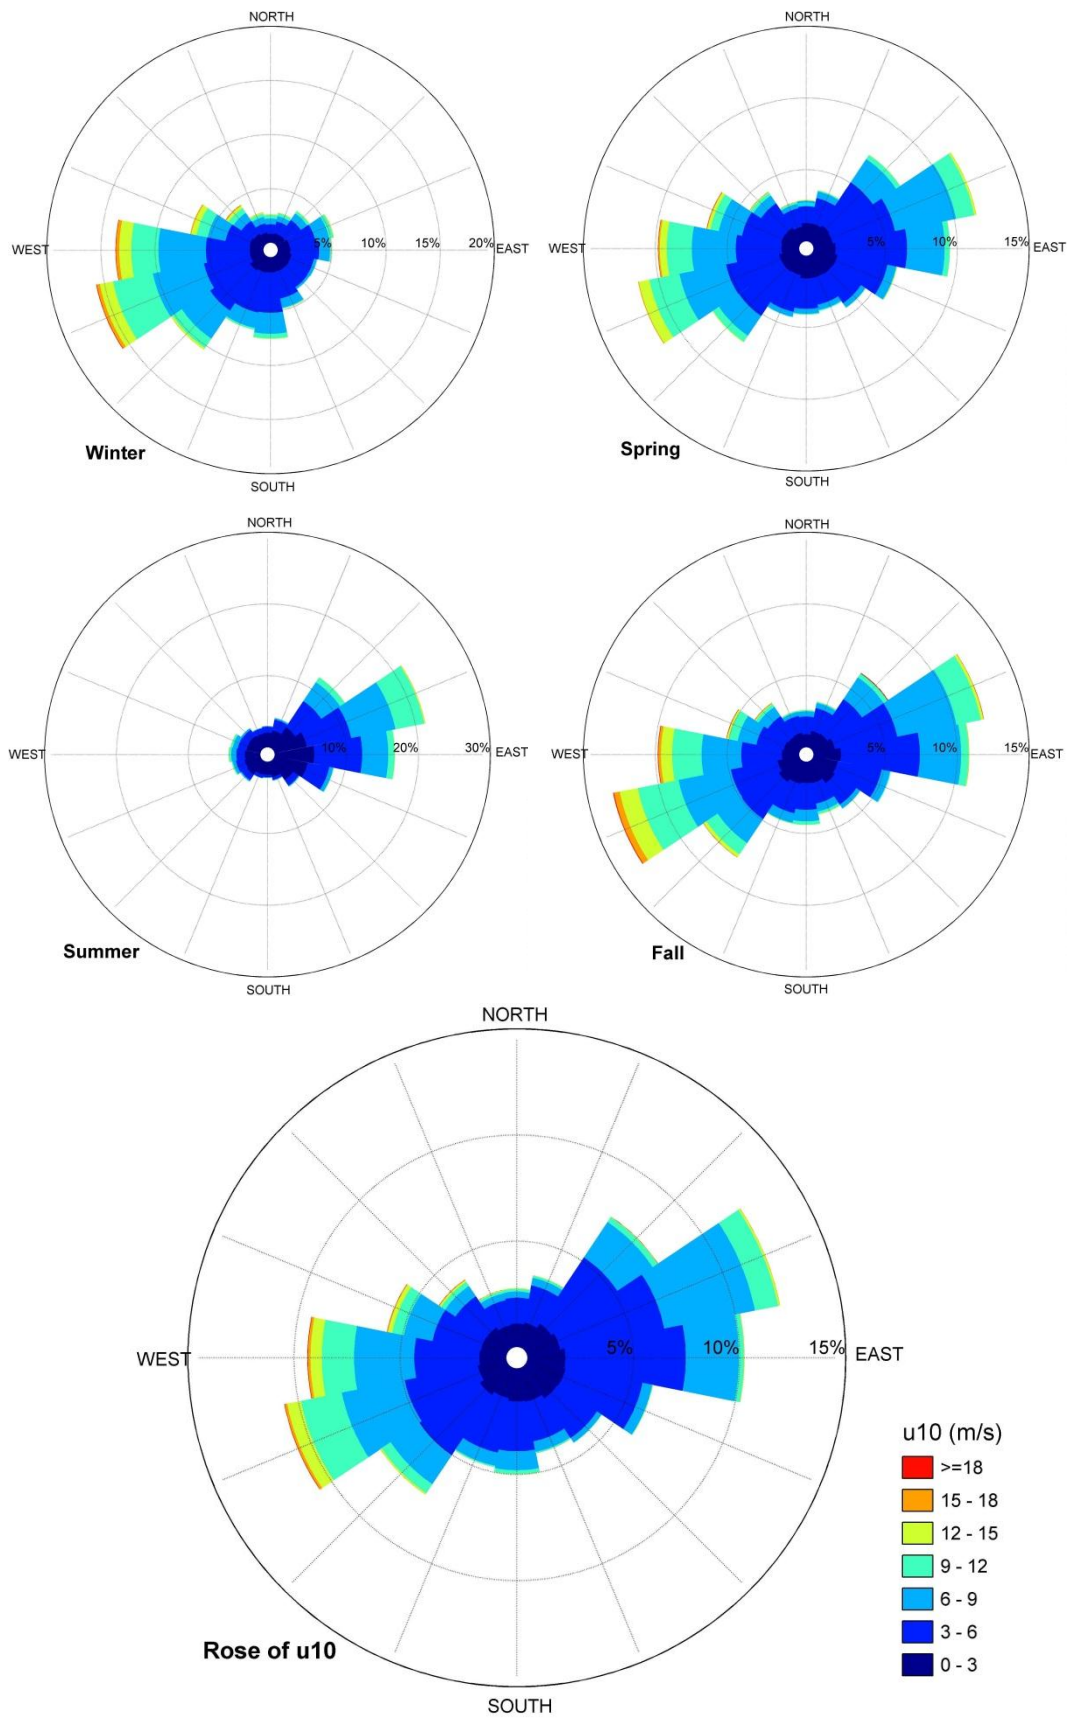 NORTH
WEST
5%
10%
15%
20%
EAST
Winter
SOUTH
NORTH
5%
10%
15%
EAST
WEST
Spring
SOUTH
NORTH
WEST
10%
20%
30%
EAST
Summer
SOUTH
NORTH
WEST
5%
10%
15%
EAST
Fall
SOUTH
NORTH
WEST
5%
10%
15%
EAST
Rose of u10
SOUTH
u10 (m/s)
>=18
15 - 18
12 - 15
9 - 12
6 - 9
3 - 6
0 - 3